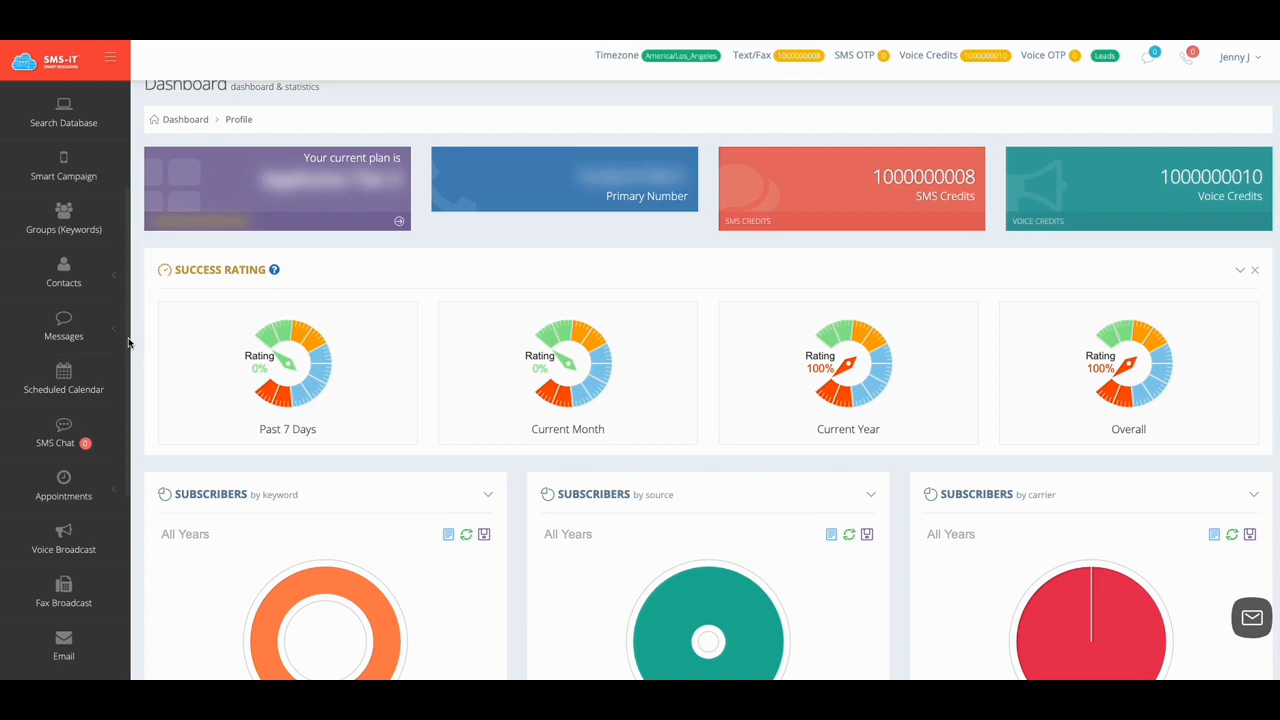 SMS-iT
SMART MESSAGING
Timezone America/Los_Angeles Text/Fax 1000000008 SMS OTP 0 Voice Credits 1000000010 Voice OTP 0 Leads 0 0 Jenny J
Dashboard dashboard & statistics
Dashboard > Profile
Search Database
Smart Campaign
Groups (Keywords)
Contacts
Messages
Scheduled Calendar
SMS Chat 0
Appointments
Voice Broadcast
Fax Broadcast
Email
Your current plan is
Primary Number
1000000008
SMS Credits
SMS CREDITS
1000000010
Voice Credits
VOICE CREDITS
SUCCESS RATING ?
Rating
0%
Past 7 Days
Rating
0%
Current Month
Rating
100%
Current Year
Rating
100%
Overall
SUBSCRIBERS by keyword
All Years
SUBSCRIBERS by source
All Years
SUBSCRIBERS by carrier
All Years